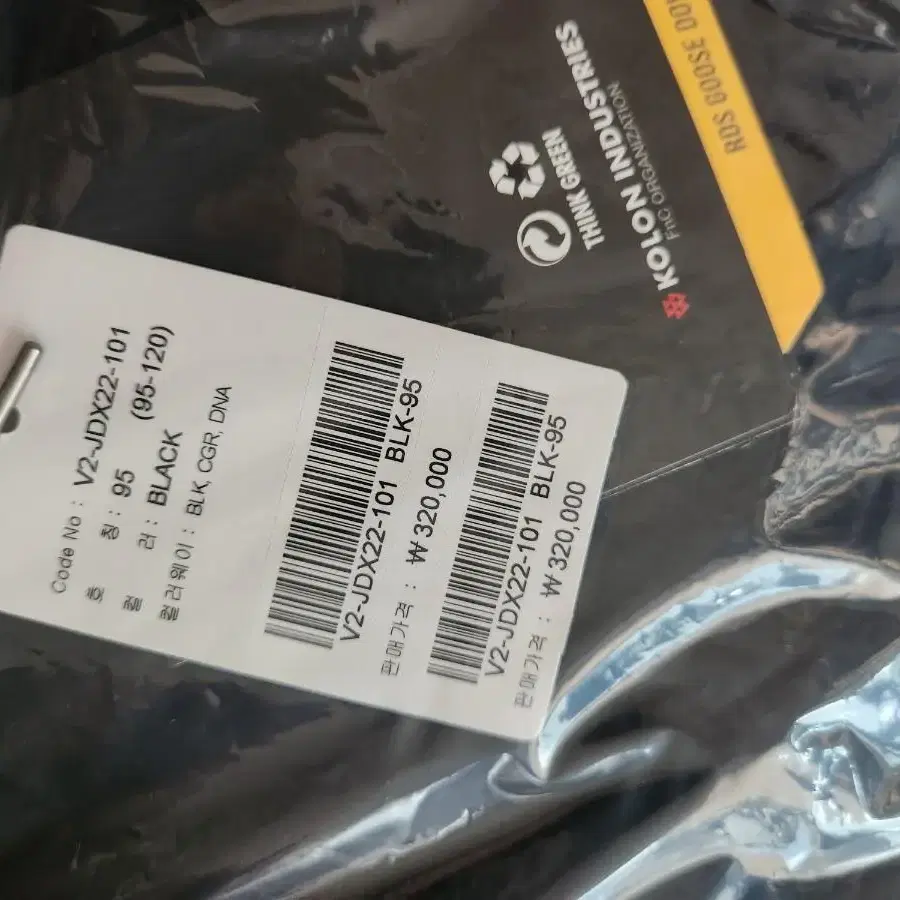 Code No : V2-JDX22-101
호 칭 : 95 (95-120)
컬 러 : BLACK
컬러웨이 : BLK, CGR, DNA
V2-JDX22-101 BLK-95
판매가격 : ₩ 320,000
V2-JDX22-101 BLK-95
판매가격 : ₩ 320,000
THINK GREEN
KOLON INDUSTRIES
FnC ORGANIZATION
RDS GOOSE